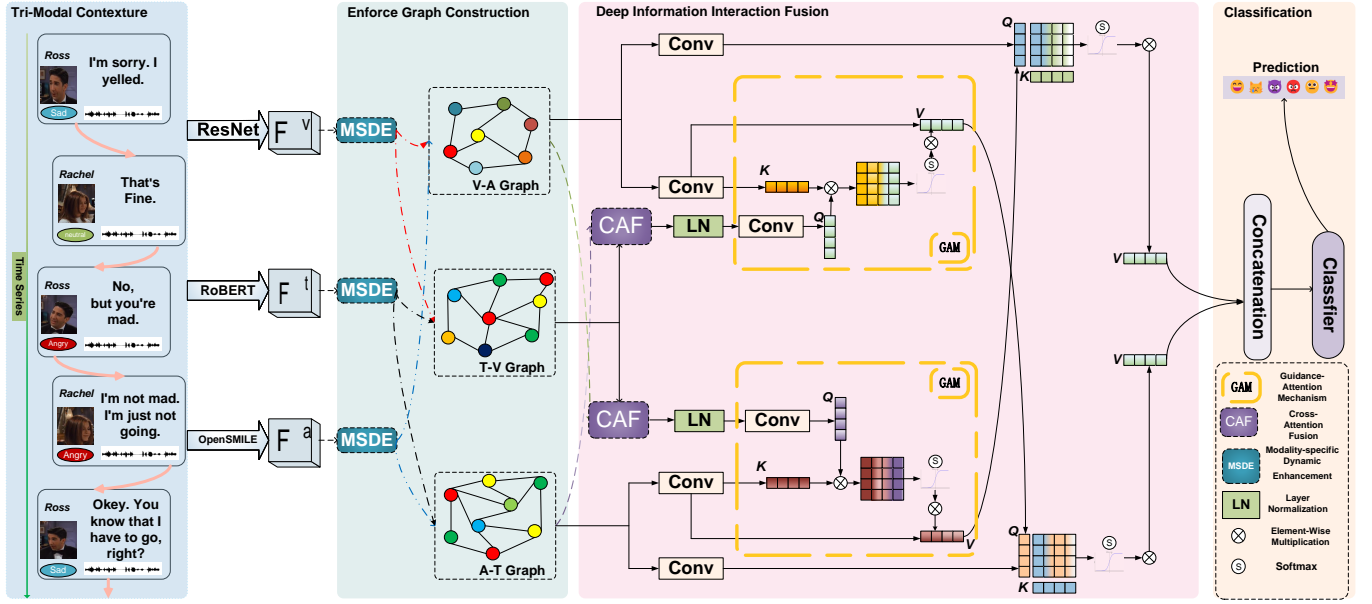 Tri-Modal Contexture
Time Series
Ross
I'm sorry. I
yelled.
Sad
Rachel
That's
Fine.
neutral
Ross
No,
but you're
mad.
Angry
Rachel
I'm not mad.
I'm just not
going.
Angry
Ross
Okey. You
know that I
have to go,
right?
Sad
ResNet
F v
RoBERT
F t
OpenSMILE
F a
Enforce Graph Construction
MSDE
MSDE
MSDE
V-A Graph
T-V Graph
A-T Graph
Deep Information Interaction Fusion
Conv
Conv
K
V
S
CAF
LN
Conv
Q
GAM
CAF
LN
Conv
Q
GAM
Conv
K
S
V
Conv
Q
K
S
Q
K
S
V
V
Classification
Prediction
Concatenation
Classfier
GAM
Guidance-
Attention
Mechanism
CAF
Cross-
Attention
Fusion
MSDE
Modality-specific
Dynamic
Enhancement
LN
Layer
Normalization
Element-Wise
Multiplication
S
Softmax